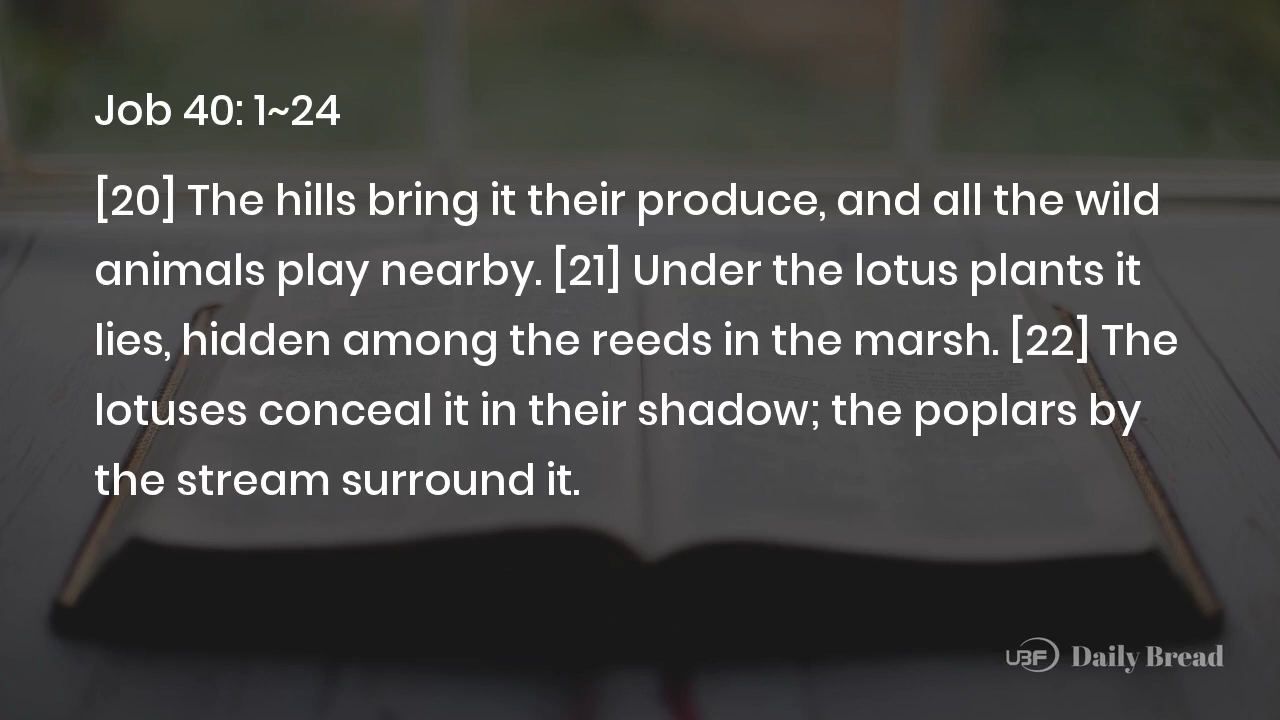 Job 40: 1~24
[20] The hills bring it their produce, and all the wild
animals play nearby. [21] Under the lotus plants it
lies, hidden among the reeds in the marsh. [22] The
lotuses conceal it in their shadow; the poplars by
the stream surround it.
UBF Daily Bread